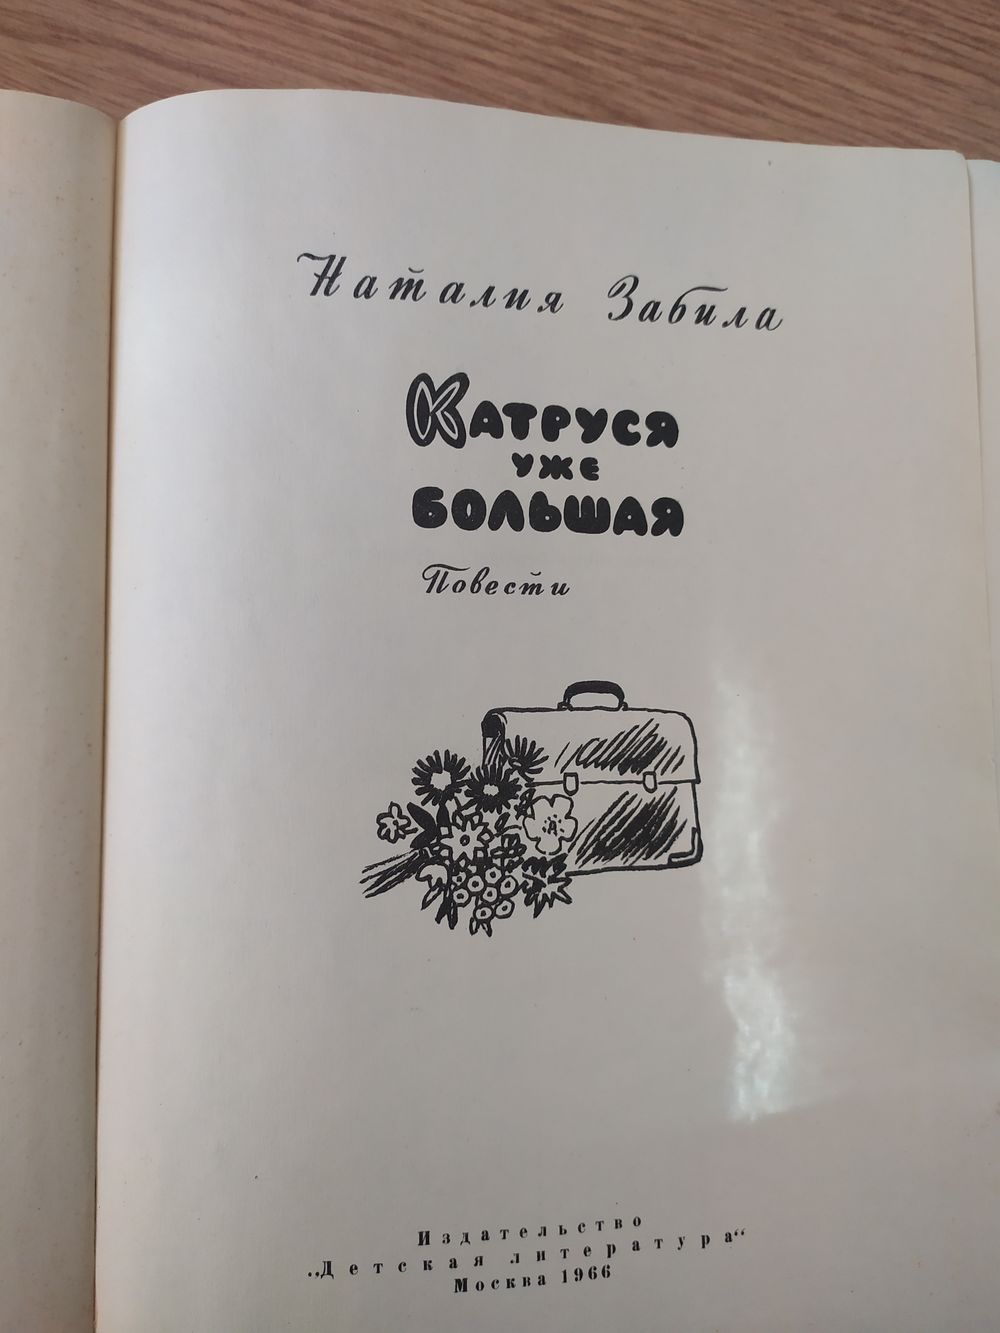 Наталия Забила
КАТРУСЯ
УЖЕ
БОЛЬШАЯ
Повести
Издательство
„Детская литература“
Москва 1966